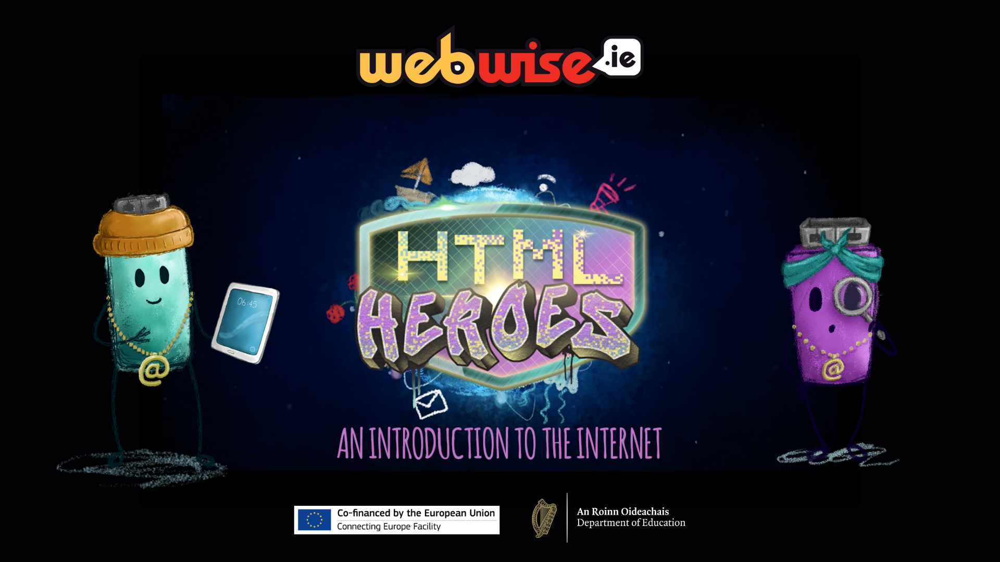 webwise.ie
HTML
HEROES
06:45
@
@
AN INTRODUCTION TO THE INTERNET
Co-financed by the European Union
Connecting Europe Facility
An Roinn Oideachais
Department of Education